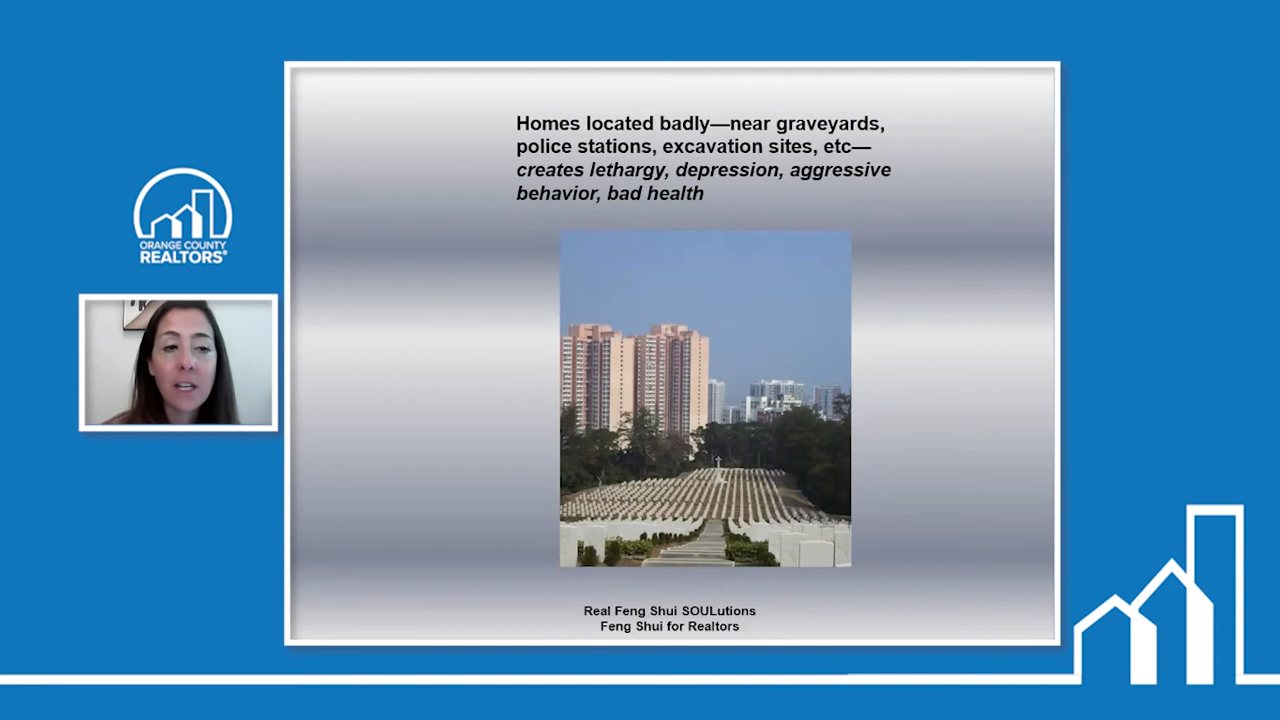 Homes located badly—near graveyards,
police stations, excavation sites, etc—
creates lethargy, depression, aggressive
behavior, bad health
ORANGE COUNTY
REALTORS®
Real Feng Shui SOULutions
Feng Shui for Realtors